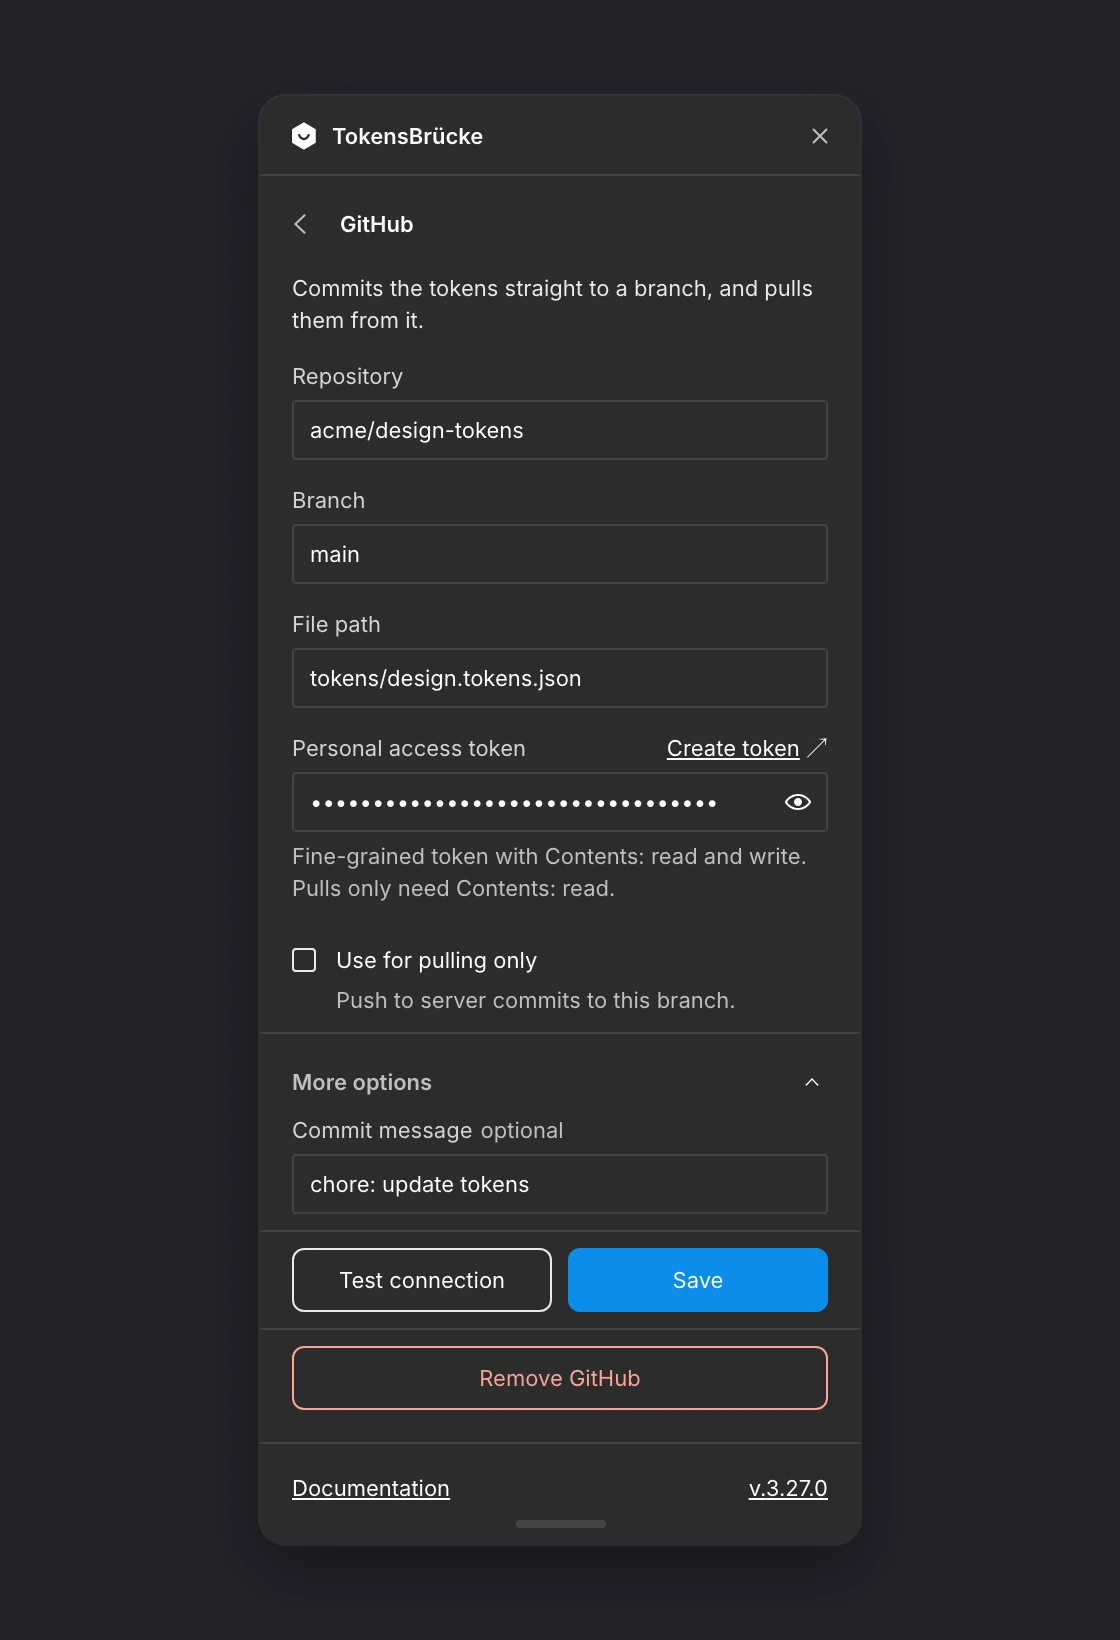 TokensBrücke
GitHub
Commits the tokens straight to a branch, and pulls
them from it.
Repository
acme/design-tokens
Branch
main
File path
tokens/design.tokens.json
Personal access token Create token
•••••••••••••••••••••••••••••••••
Fine-grained token with Contents: read and write.
Pulls only need Contents: read.
Use for pulling only
Push to server commits to this branch.
More options
Commit message optional
chore: update tokens
Test connection Save
Remove GitHub
Documentation v.3.27.0